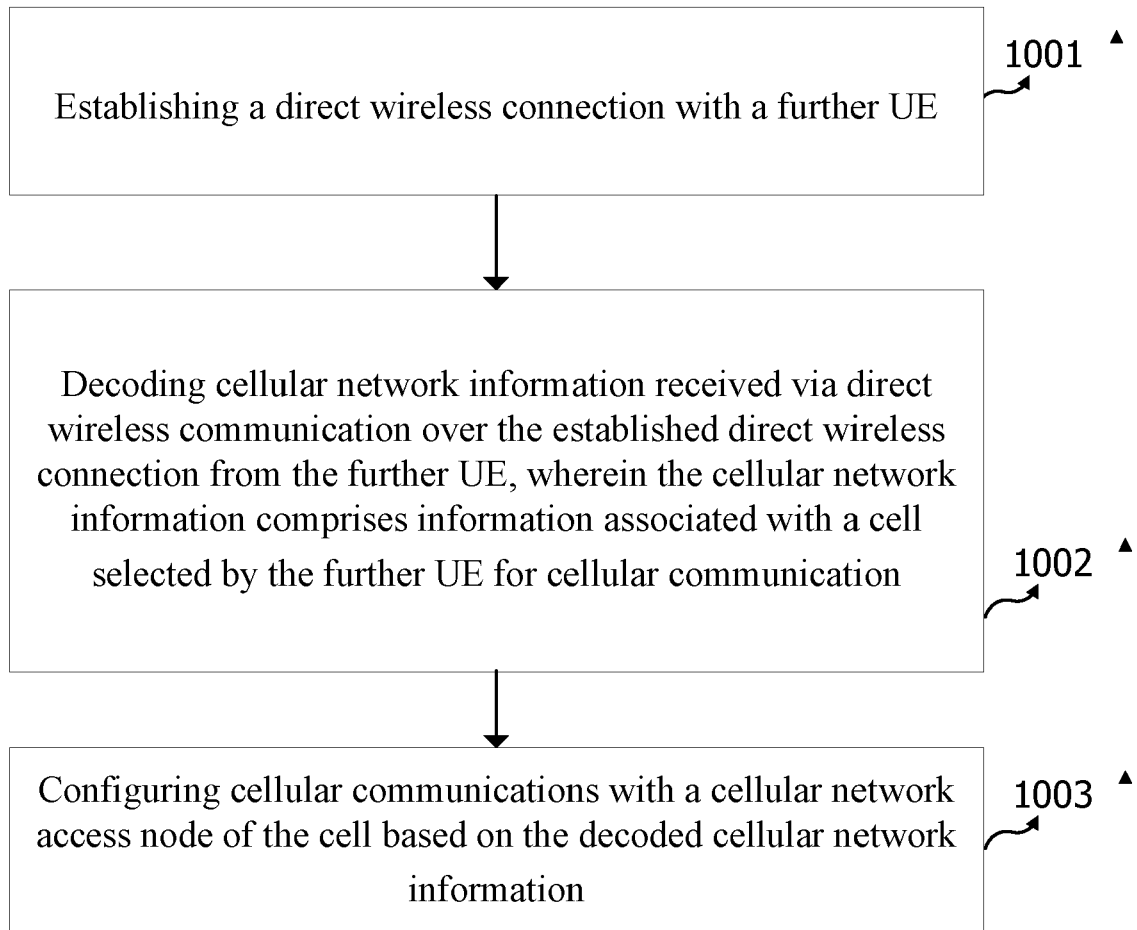 Establishing a direct wireless connection with a further UE
1001
Decoding cellular network information received via direct
wireless communication over the established direct wireless
connection from the further UE, wherein the cellular network
information comprises information associated with a cell
selected by the further UE for cellular communication
1002
Configuring cellular communications with a cellular network
access node of the cell based on the decoded cellular network
information
1003